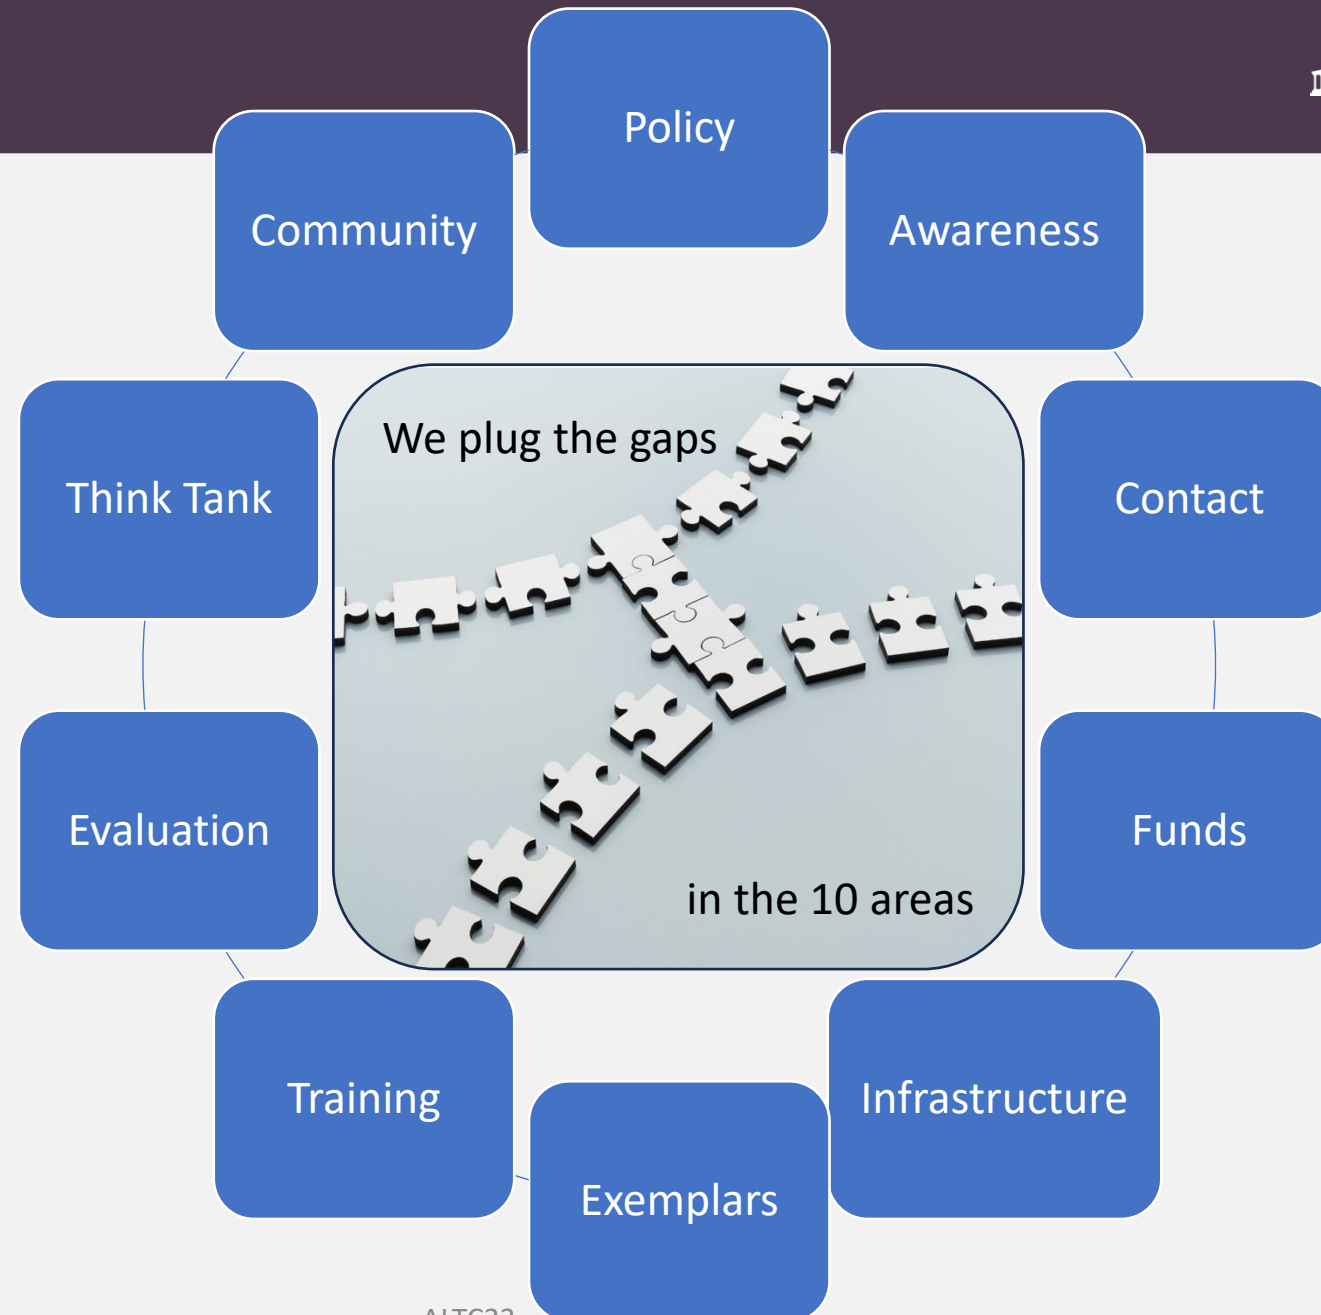 Policy
Awareness
Contact
Funds
Infrastructure
Exemplars
Training
Evaluation
Think Tank
Community
We plug the gaps
in the 10 areas